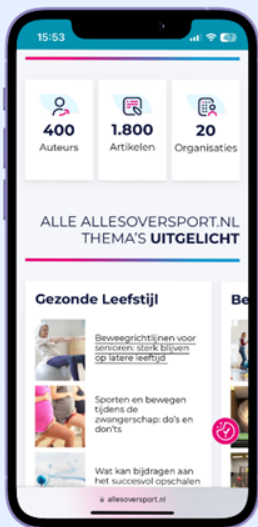 15:53
400
Auteurs
1.800
Artikelen
20
Organisaties
ALLE ALLESOVERSPORT.NL
THEMA'S UITGELICHT
Gezonde Leefstijl
Be
Beweegrichtlijnen voor
senioren: sterk blijven
op latere leeftijd
Sporten en bewegen
tijdens de
zwangerschap: do's en
don'ts
Wat kan bijdragen aan
het succesvol opschalen
allesoversport.nl